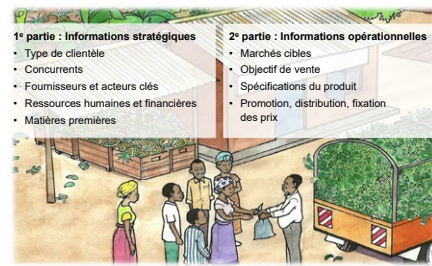 1ᵉ partie : Informations stratégiques
• Type de clientèle
• Concurrents
• Fournisseurs et acteurs clés
• Ressources humaines et financières
• Matières premières
2ᵉ partie : Informations opérationnelles
• Marchés cibles
• Objectif de vente
• Spécifications du produit
• Promotion, distribution, fixation
des prix